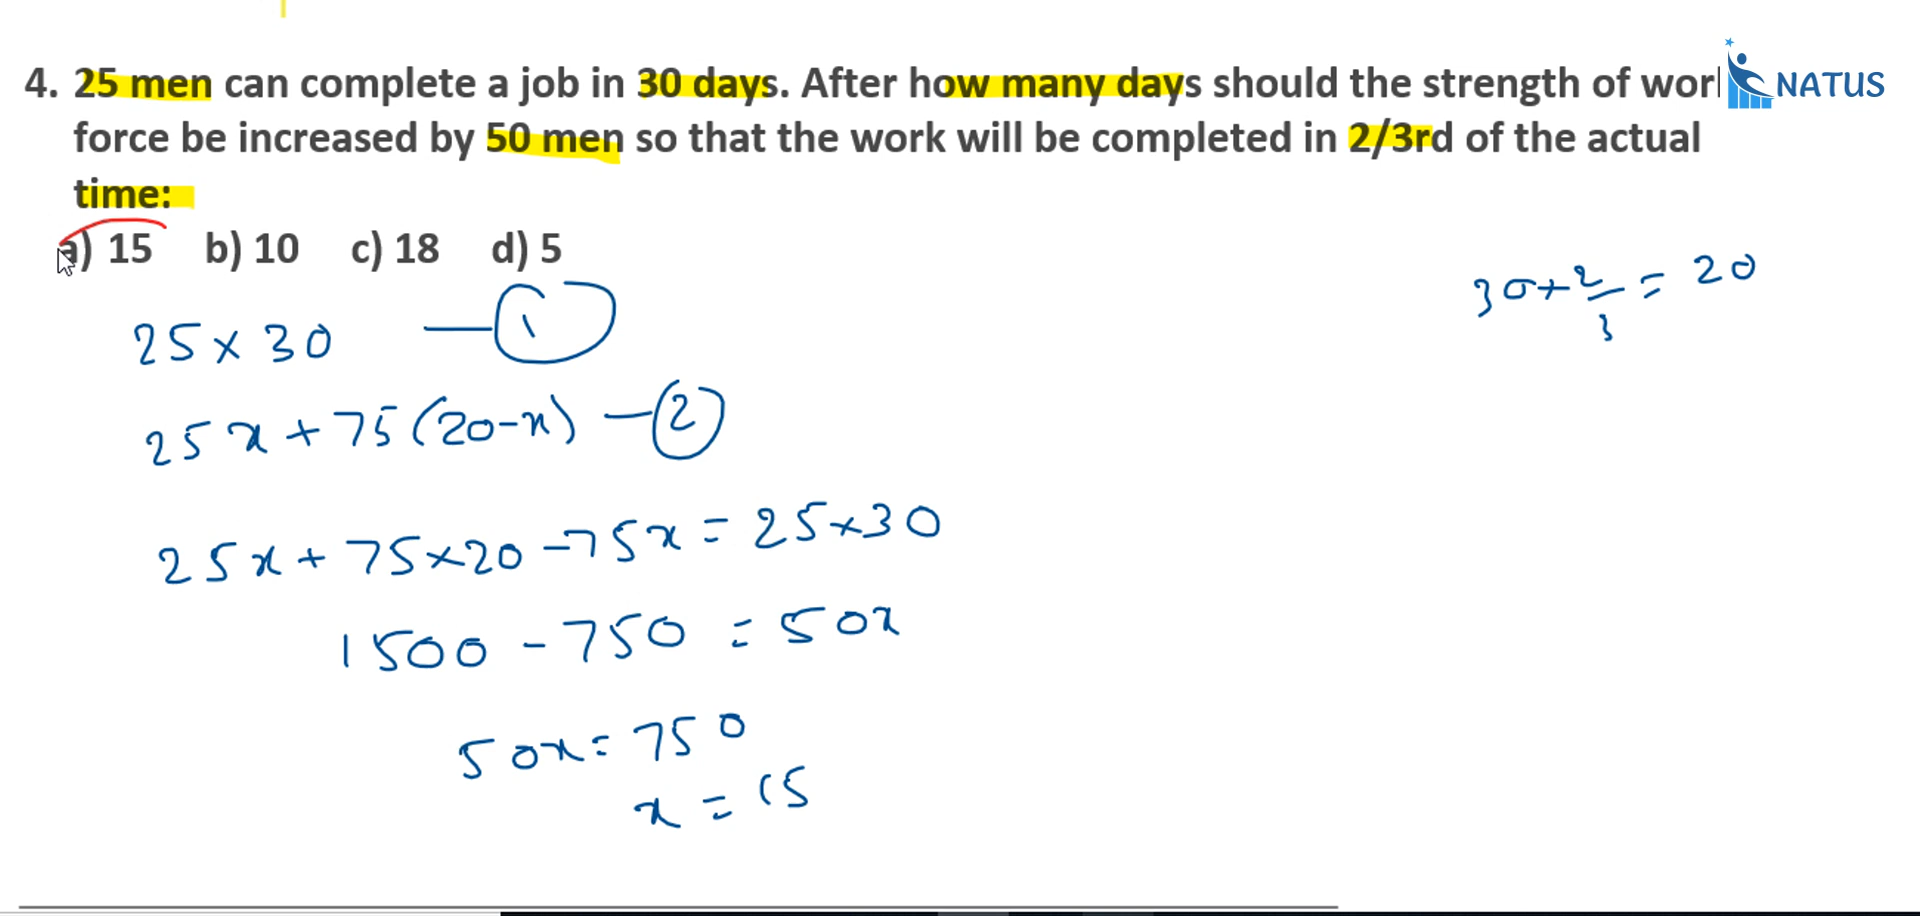 4. 25 men can complete a job in 30 days. After how many days should the strength of work
NATUS
force be increased by 50 men so that the work will be completed in 2/3rd of the actual
time:
a) 15 b) 10 c) 18 d) 5
30 × 2/3 = 20
25 × 30 — 1
25x + 75(20-x) — 2
25x + 75×20 -75x = 25×30
1500 - 750 = 50x
50x = 750
x = 15